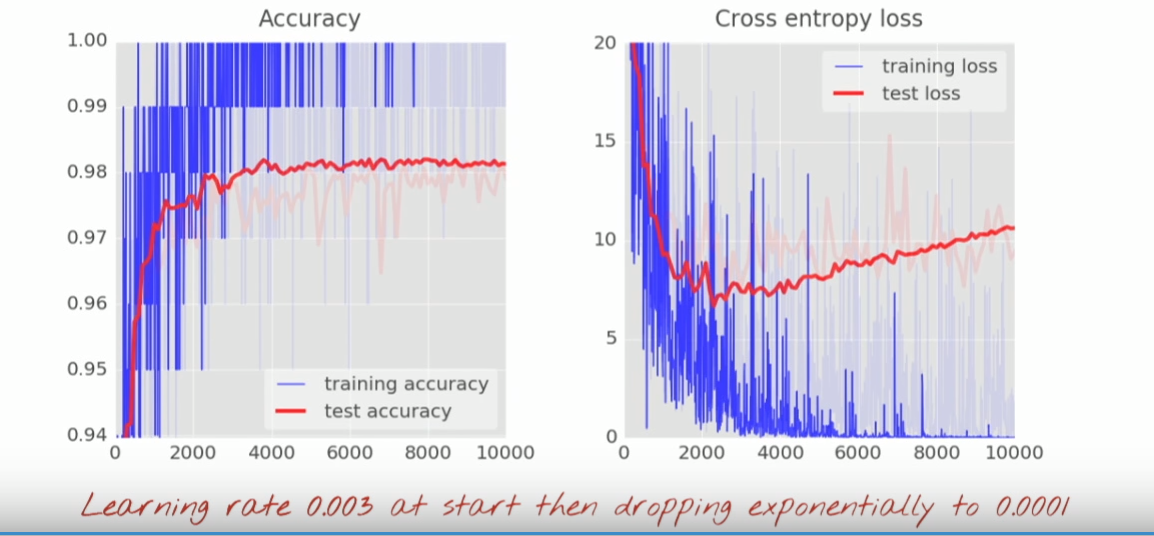 Accuracy
1.00
0.99
0.98
0.97
0.96
0.95
0.94
0 2000 4000 6000 8000 10000
training accuracy
test accuracy
Cross entropy loss
20
15
10
5
0
0 2000 4000 6000 8000 10000
training loss
test loss
Learning rate 0.003 at start then dropping exponentially to 0.0001